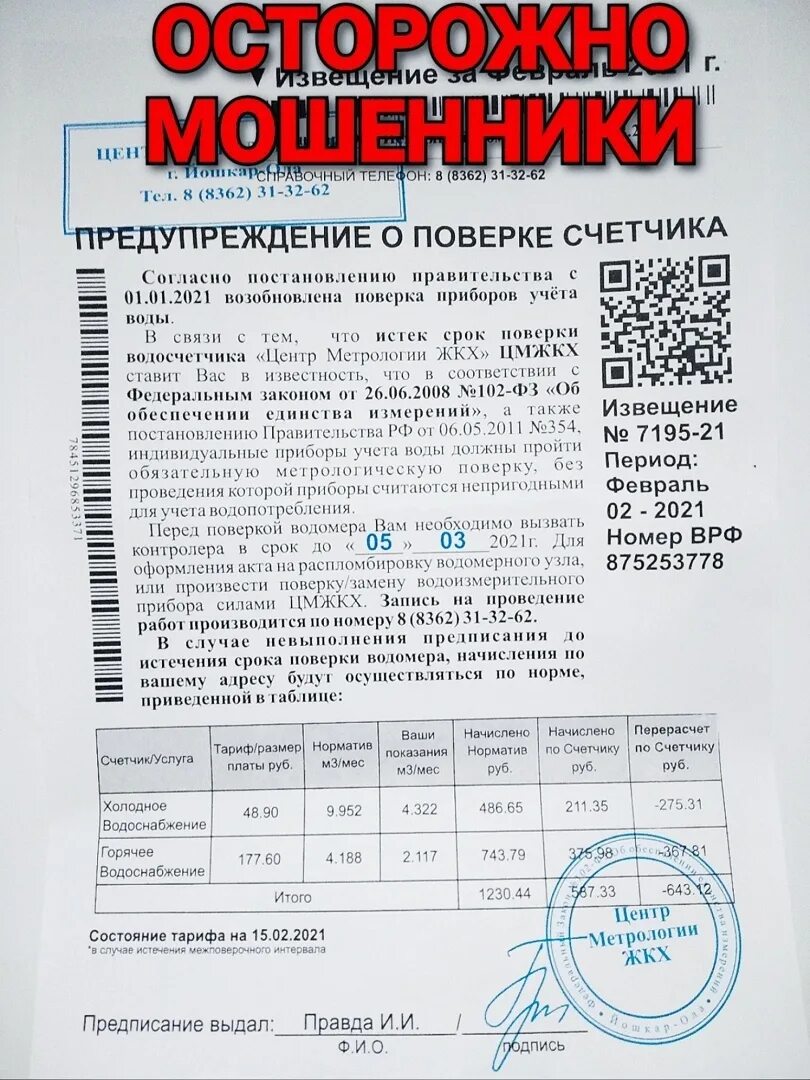 ОСТОРОЖНО
МОШЕННИКИ
Извещение за Февраль 2021 г.
ЦЕНТ
г. Йошкар-Ола
Тел. 8 (8362) 31-32-62
СПРАВОЧНЫЙ ТЕЛЕФОН: 8 (8362) 31-32-62
ПРЕДУПРЕЖДЕНИЕ О ПОВЕРКЕ СЧЕТЧИКА
Согласно постановлению правительства с
01.01.2021 возобновлена поверка приборов учёта
воды.
В связи с тем, что истек срок поверки
водосчетчика «Центр Метрологии ЖКХ» ЦМЖКХ
ставит Вас в известность, что в соответствии с
Федеральным законом от 26.06.2008 №102-ФЗ «Об
обеспечении единства измерений», а также
постановлению Правительства РФ от 06.05.2011 №354,
индивидуальные приборы учета воды должны пройти
обязательную метрологическую поверку, без
проведения которой приборы считаются непригодными
для учета водопотребления.
Перед поверкой водомера Вам необходимо вызвать
контролера в срок до «05» 03 2021г. Для
оформления акта на распломбировку водомерного узла,
или произвести поверку/замену водоизмерительного
прибора силами ЦМЖКХ. Запись на проведение
работ производится по номеру 8 (8362) 31-32-62.
В случае невыполнения предписания до
истечения срока поверки водомера, начисления по
вашему адресу будут осуществляться по норме,
приведенной в таблице:
78451296853371
Извещение
№ 7195-21
Период:
Февраль
02 - 2021
Номер ВРФ
875253778
Счетчик/Услуга Тариф/размер платы руб. Норматив м3/мес Ваши показания м3/мес Начислено Норматив руб. Начислено по Счетчику руб. Перерасчет по Счетчику руб.
Холодное Водоснабжение 48.90 9.952 4.322 486.65 211.35 -275.31
Горячее Водоснабжение 177.60 4.188 2.117 743.79 375.98 -367.81
Итого 1230.44 587.33 -643.12
Состояние тарифа на 15.02.2021
*в случае истечения межповерочного интервала
Центр
Метрологии
ЖКХ
Йошкар-Ола
Предписание выдал: Правда И.И. /
Ф.И.О. подпись